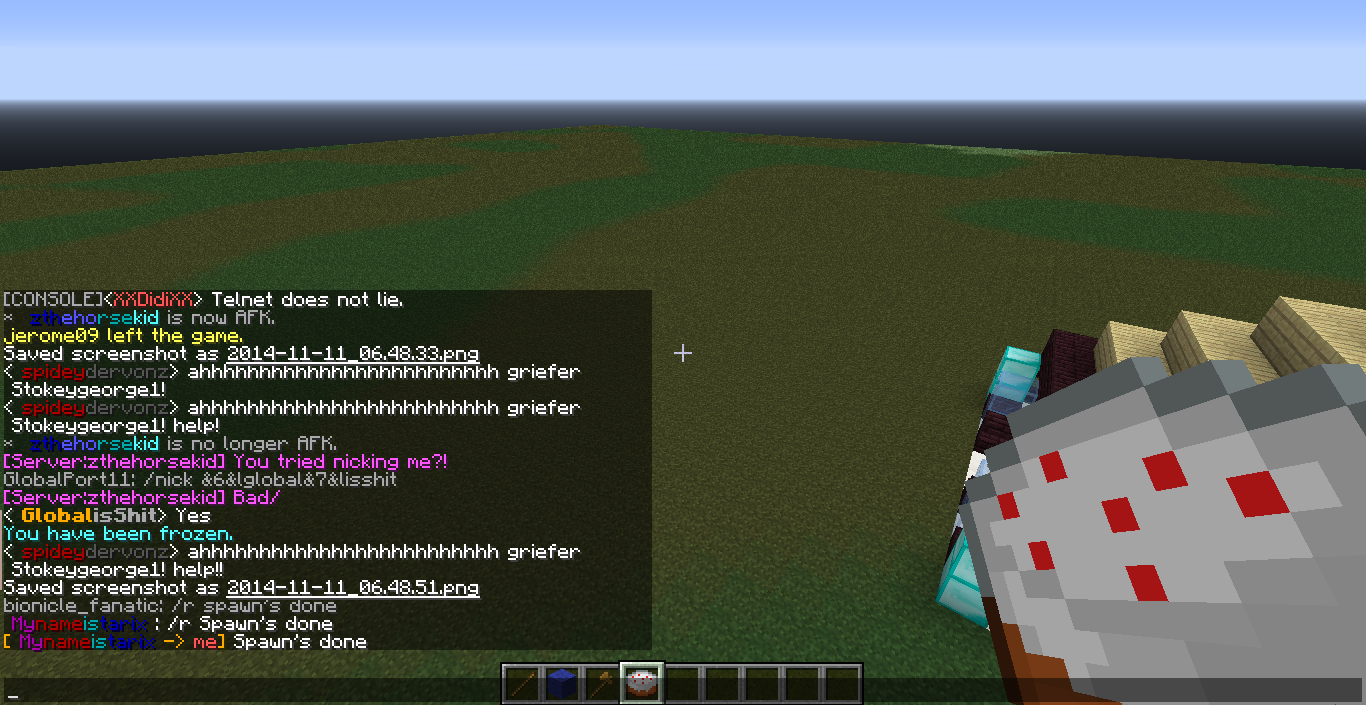 [CONSOLE]<XXDidiXX> Telnet does not lie.
* zthehorsekid is now AFK.
jerome09 left the game.
Saved screenshot as 2014-11-11_06.48.33.png
< spideydervonz> ahhhhhhhhhhhhhhhhhhhhhhhhhh griefer
Stokeygeorge1!
< spideydervonz> ahhhhhhhhhhhhhhhhhhhhhhhhhh griefer
Stokeygeorge1! help!
* zthehorsekid is no longer AFK.
[Server:zthehorsekid] You tried nicking me?!
GlobalPort11: /nick &6&lglobal&7&lisshit
[Server:zthehorsekid] Bad/
< GlobalisShit> Yes
You have been frozen.
< spideydervonz> ahhhhhhhhhhhhhhhhhhhhhhhhhh griefer
Stokeygeorge1! help!!
Saved screenshot as 2014-11-11_06.48.51.png
bionicle_fanatic: /r spawn's done
Mynameistarix : /r Spawn's done
[ Mynameistarix -> me] Spawn's done
_